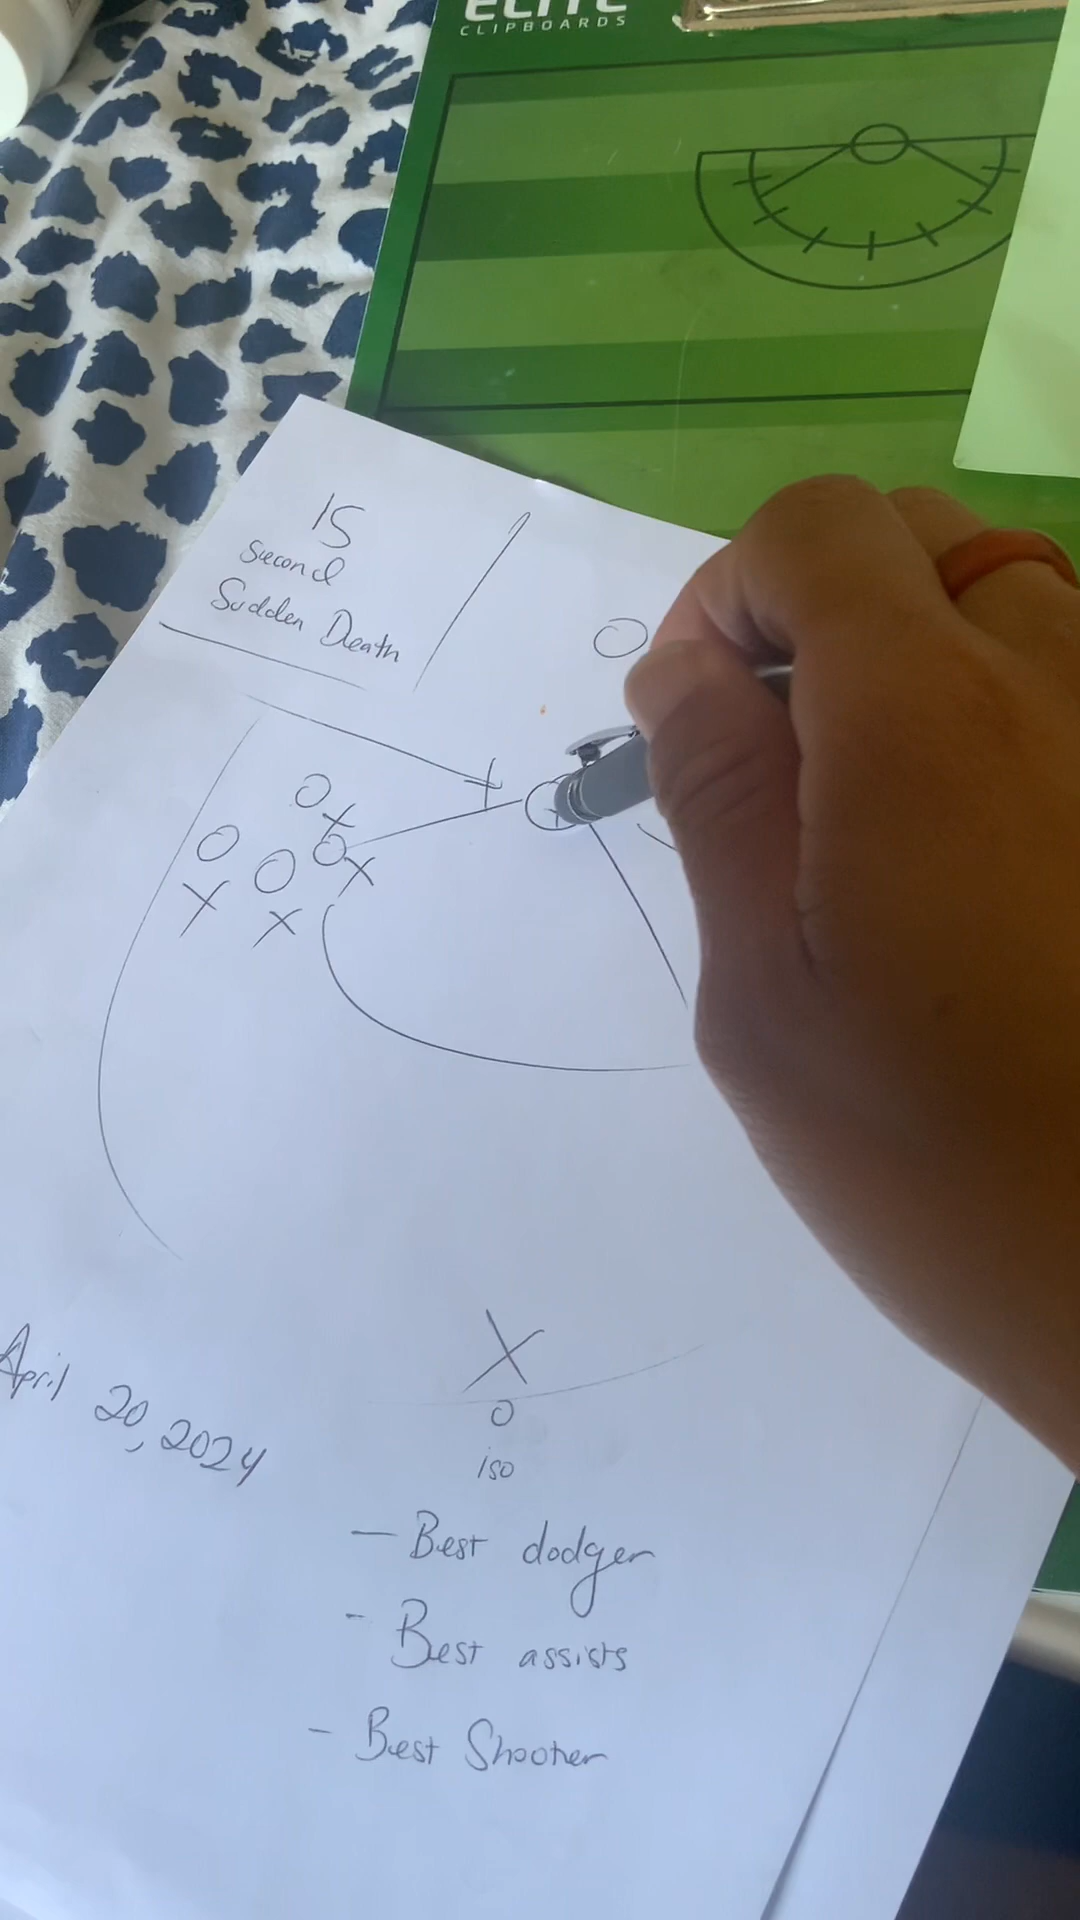 ELITE
CLIPBOARDS
15
second
Sudden Death
O
O
X
O
O
O
X
X
X
X
O
iso
April 20, 2024
— Best dodger
- Best assists
- Best Shooter